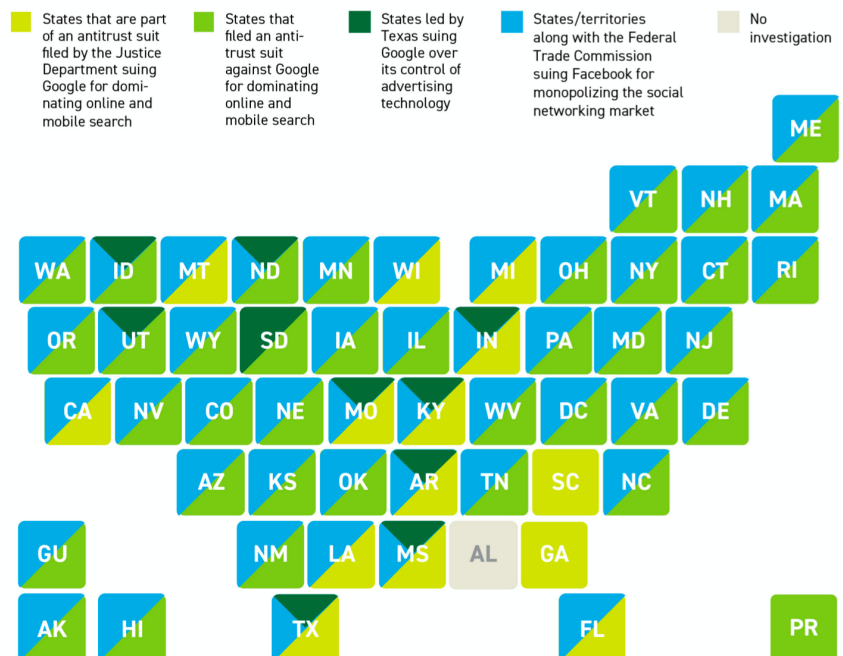 States that are part
of an antitrust suit
filed by the Justice
Department suing
Google for domi-
nating online and
mobile search
States that
filed an anti-
trust suit
against Google
for dominating
online and
mobile search
States led by
Texas suing
Google over
its control of
advertising
technology
States/territories
along with the Federal
Trade Commission
suing Facebook for
monopolizing the social
networking market
No
investigation
ME
VT NH MA
WA ID MT ND MN WI MI OH NY CT RI
OR UT WY SD IA IL IN PA MD NJ
CA NV CO NE MO KY WV DC VA DE
AZ KS OK AR TN SC NC
GU NM LA MS AL GA
AK HI TX FL PR